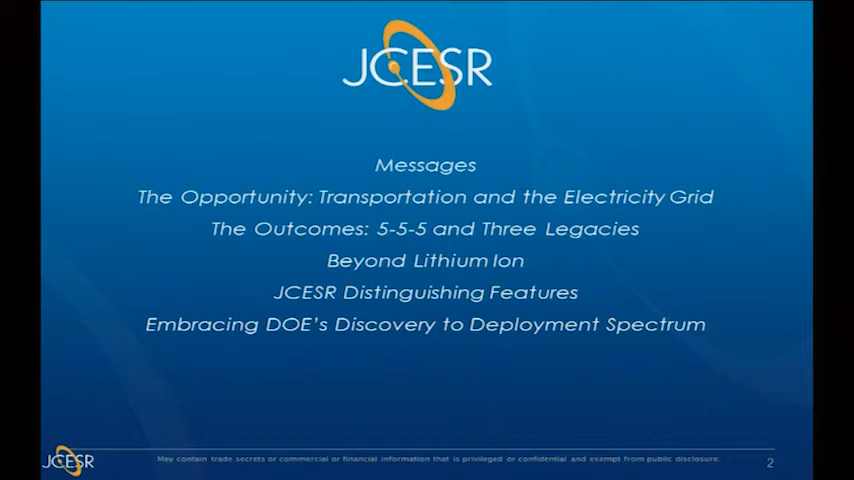 JCESR
Messages
The Opportunity: Transportation and the Electricity Grid
The Outcomes: 5-5-5 and Three Legacies
Beyond Lithium Ion
JCESR Distinguishing Features
Embracing DOE's Discovery to Deployment Spectrum
JCESR
May contain trade secrets or commercial or financial information that is privileged or confidential and exempt from public disclosure.
2